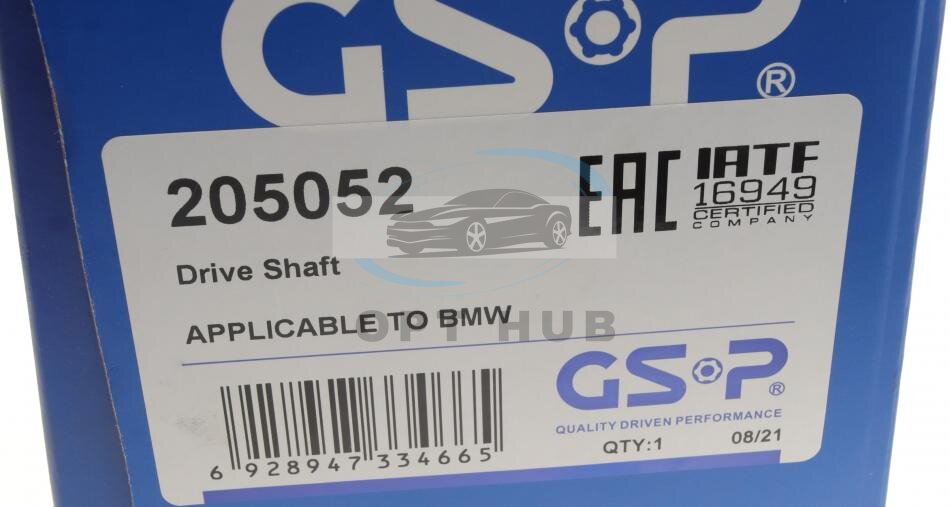 GSP®
205052
EAC
IATF
16949
CERTIFIED
COMPANY
Drive Shaft
APPLICABLE TO BMW
OPT HUB
GSP®
QUALITY DRIVEN PERFORMANCE
QTY:1 08/21
6 928947 334665